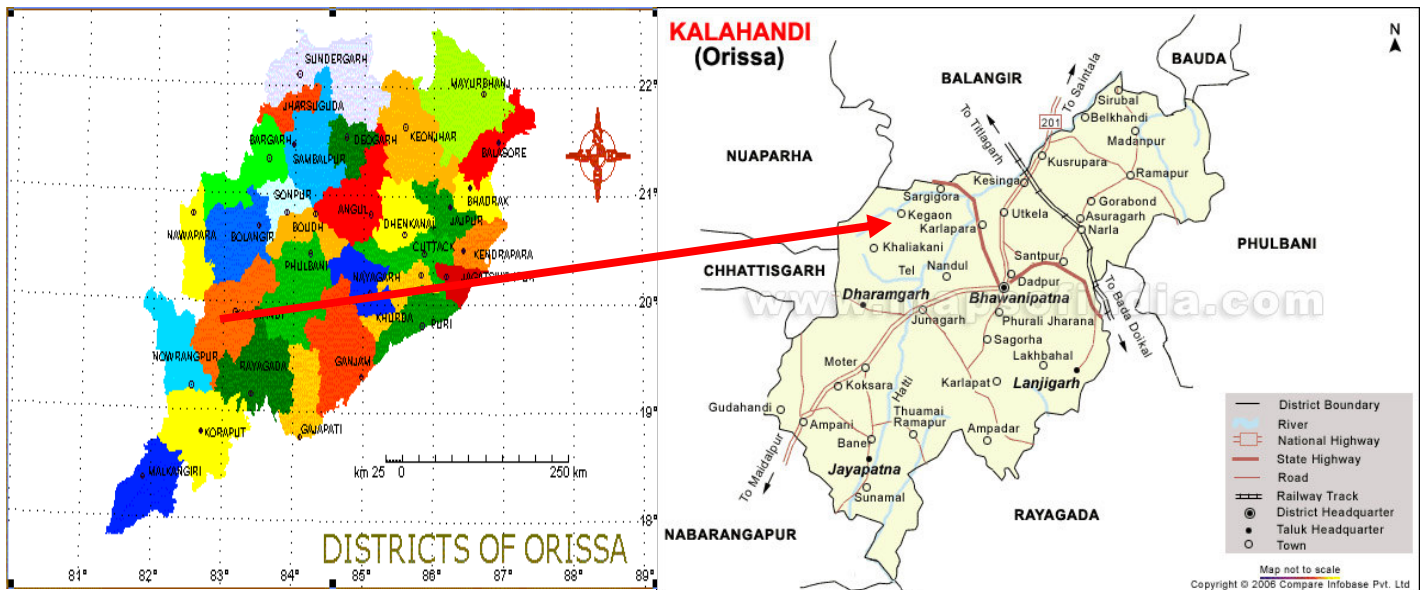 SUNDERGARH
MAYURBHANJ
22°
JHARSUGUDA
KEONJHAR
DEOGARH
BARGARH
BALASORE
SAMBALPUR
21°
SONPUR
BHADRAK
ANGUL
JAJPUR
NAWAPARA
BOUDH
DHENKANAL
BOLANGIR
CUTTACK
KENDRAPARA
PHULBANI
NAYAGARH
20°
KHURDA
PURI
NOWRANGPUR
RAYAGADA
GANJAM
19°
KORAPUT
GAJAPATI
km 25 0 250 km
MALKANGIRI
18°
DISTRICTS OF ORISSA
81° 82° 83° 84° 85° 86° 87° 88° 89°
KALAHANDI
(Orissa)
N
BAUDA
BALANGIR
To Saintala
Sirubal
201
Belkhandi
To Titlagarh
Madanpur
NUAPARHA
Kusrupara
Kesinga
Ramapur
Sargigora
Gorabond
Kegaon
Utkela
Asuragarh
Karlapara
Narla
PHULBANI
Khaliakani
Santpur
CHHATTISGARH
Tel
Nandul
Dadpur
To Bada Doikal
Dharamgarh
Bhawanipatna
www.mapsofindia.com
Junagarh
Phurali Jharana
Sagorha
Moter
Lakhbahal
Koksara
Karlapat
Lanjigarh
Hatti
Gudahandi
Thuamai
Ramapur
Ampani
Ampadar
Bane
To Maidalpur
Jayapatna
Sunamal
RAYAGADA
NABARANGAPUR
District Boundary
River
National Highway
State Highway
Road
Railway Track
District Headquarter
Taluk Headquarter
Town
Map not to scale
Copyright © 2006 Compare Infobase Pvt. Ltd